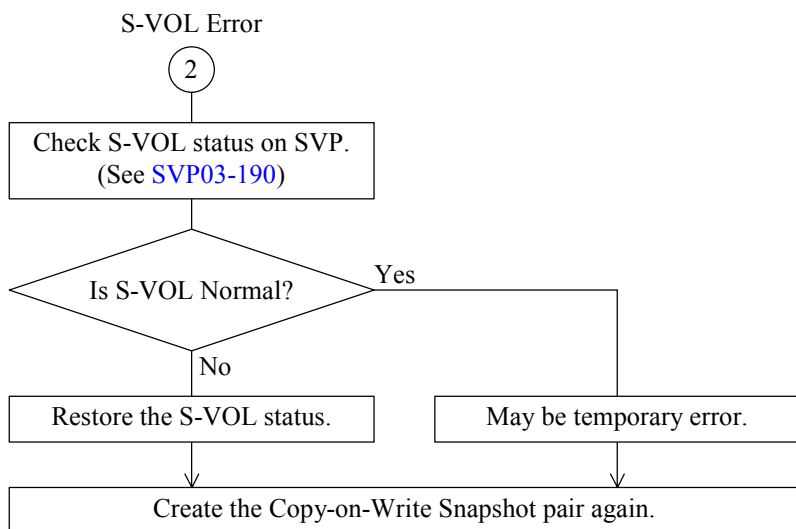 S-VOL Error
2
Check S-VOL status on SVP.
(See SVP03-190)
Is S-VOL Normal?
Yes
No
Restore the S-VOL status.
May be temporary error.
Create the Copy-on-Write Snapshot pair again.